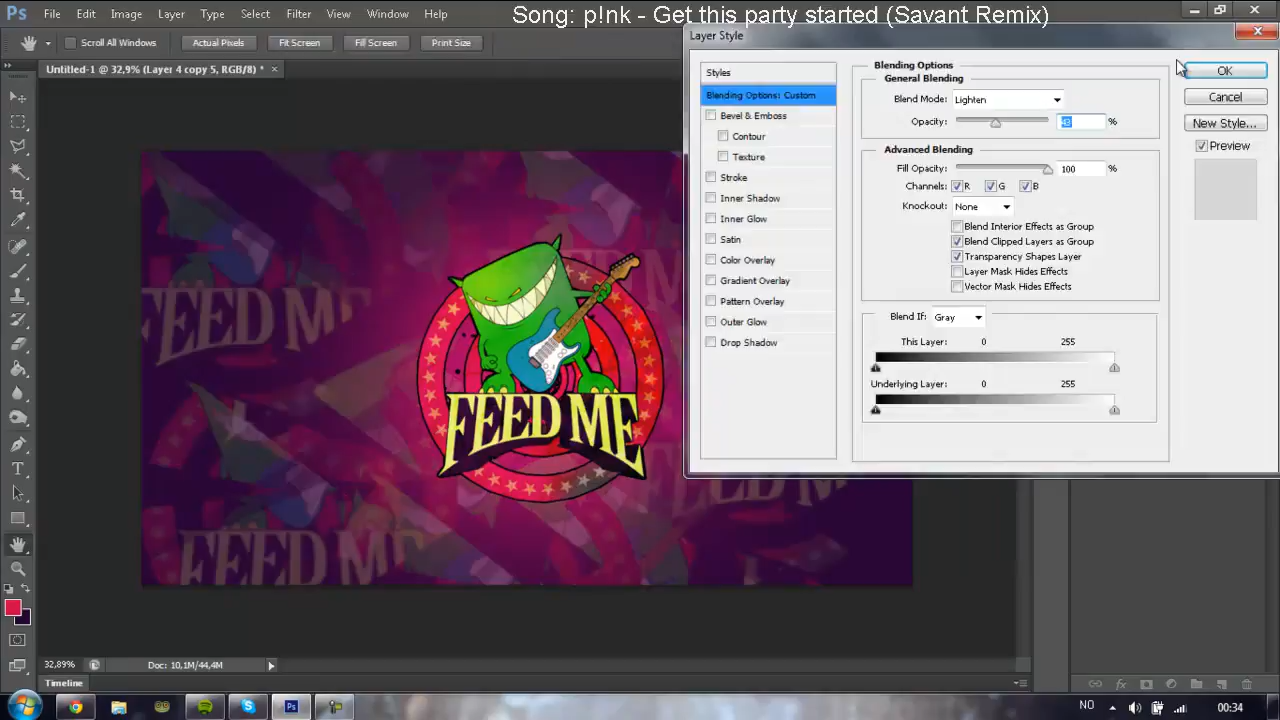 Song: p!nk - Get this party started (Savant Remix)
Ps File Edit Image Layer Type Select Filter View Window Help
Scroll All Windows Actual Pixels Fit Screen Fill Screen Print Size
Untitled-1 @ 32,9% (Layer 4 copy 5, RGB/8) * ×
Layer Style
Styles
Blending Options: Custom
Bevel & Emboss
Contour
Texture
Stroke
Inner Shadow
Inner Glow
Satin
Color Overlay
Gradient Overlay
Pattern Overlay
Outer Glow
Drop Shadow
Blending Options
General Blending
Blend Mode: Lighten
Opacity: 43 %
Advanced Blending
Fill Opacity: 100 %
Channels: R G B
Knockout: None
Blend Interior Effects as Group
Blend Clipped Layers as Group
Transparency Shapes Layer
Layer Mask Hides Effects
Vector Mask Hides Effects
Blend If: Gray
This Layer: 0 255
Underlying Layer: 0 255
OK
Cancel
New Style...
Preview
FEED ME
FEED ME
FEED ME
FEED ME
32,89% Doc: 10,1M/44,4M
Timeline
NO 00:34